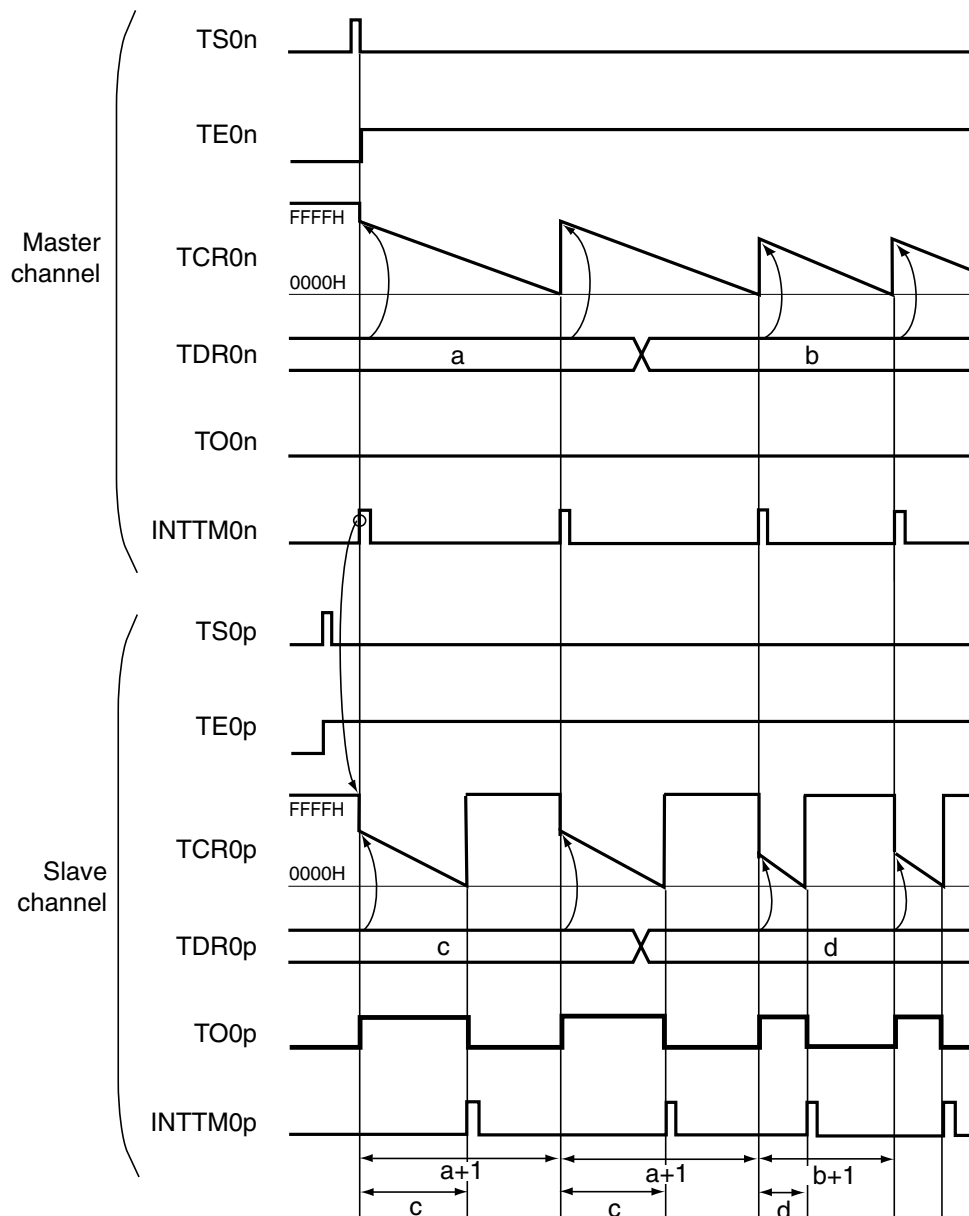 TS0n
TE0n
FFFFH
Master
channel
TCR0n
0000H
TDR0n
a
b
TO0n
INTTM0n
TS0p
TE0p
FFFFH
TCR0p
0000H
Slave
channel
TDR0p
c
d
TO0p
INTTM0p
a+1
a+1
b+1
c
c
d